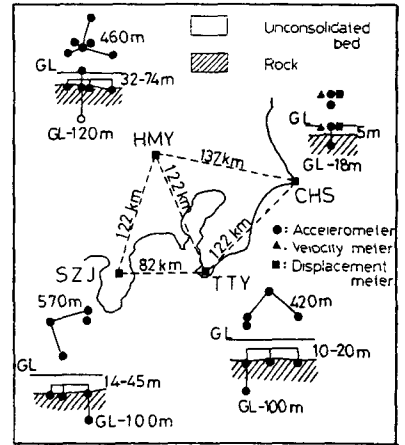 460m
Unconsolidated
bed
Rock
GL
32-74m
GL-120m
GL
5m
GL-18m
HMY
137km
CHS
122km
122km
122km
SZJ
82km
TTY
●: Accelerometer
▲: Velocity meter
■: Displacement
meter
570m
420m
GL
14-45m
GL-100m
GL
10-20m
GL-100m